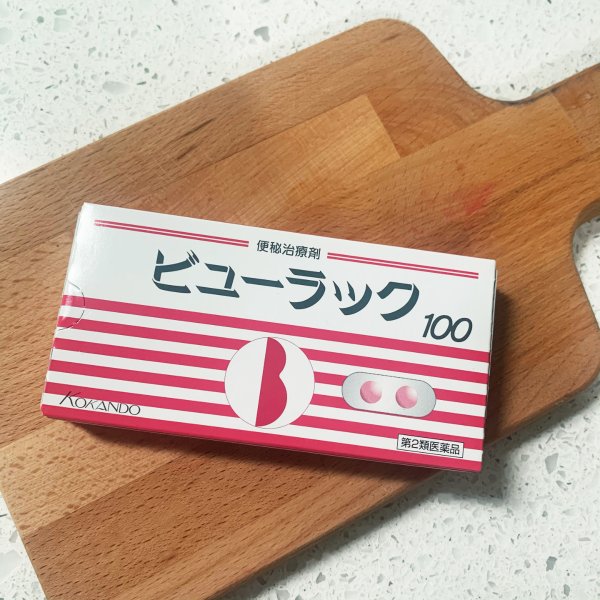 便秘治療剤
ビューラック
100
KOKANDO
第2類医薬品